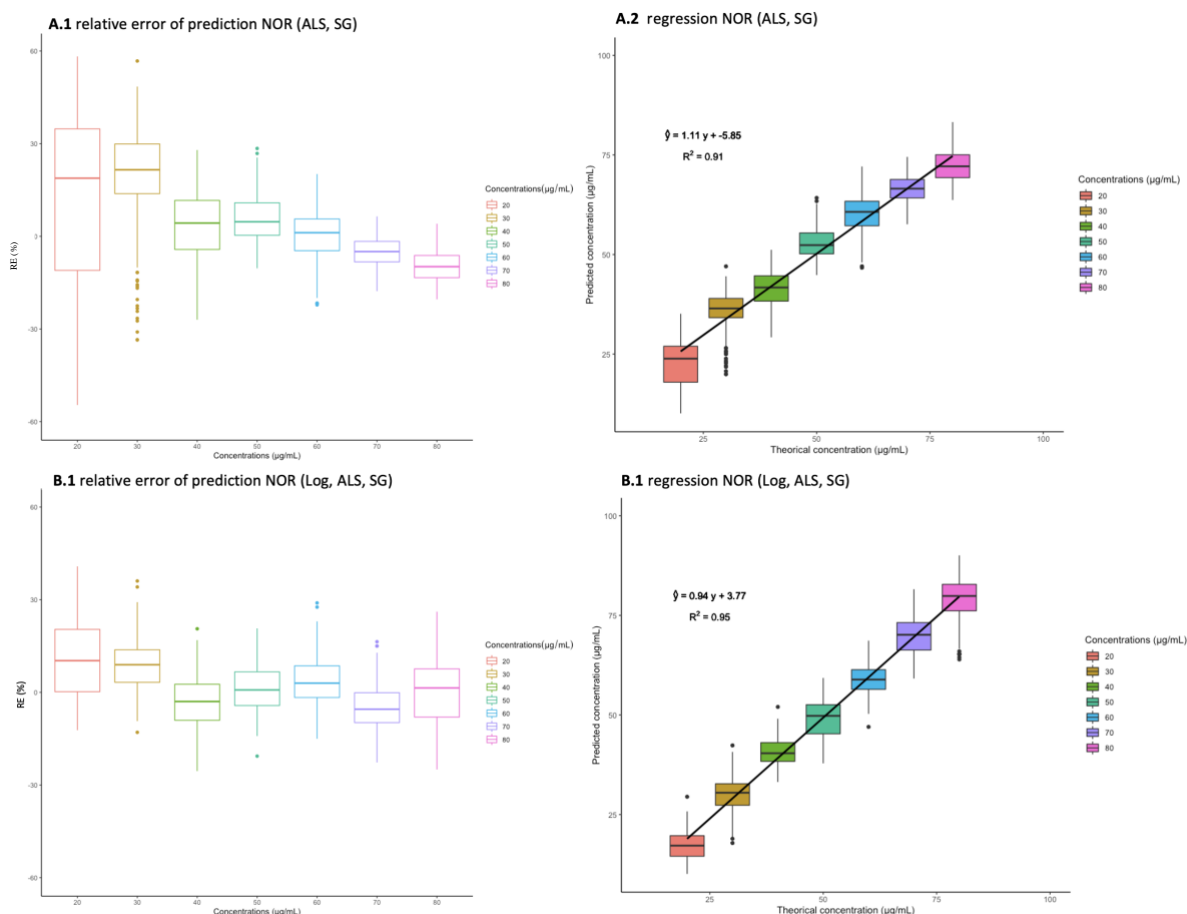 A.1 relative error of prediction NOR (ALS, SG)
60
30
0
-30
-60
RE (%)
20 30 40 50 60 70 80
Concentrations (µg/mL)
Concentrations(µg/mL)
20
30
40
50
60
70
80
A.2 regression NOR (ALS, SG)
100
75
50
25
Predicted concentration (µg/mL)
ŷ = 1.11 y + -5.85
R² = 0.91
25 50 75 100
Theorical concentration (µg/mL)
Concentrations (µg/mL)
20
30
40
50
60
70
80
B.1 relative error of prediction NOR (Log, ALS, SG)
60
30
0
-30
-60
RE (%)
20 30 40 50 60 70 80
Concentrations (µg/mL)
Concentrations(µg/mL)
20
30
40
50
60
70
80
B.1 regression NOR (Log, ALS, SG)
100
75
50
25
Predicted concentration (µg/mL)
ŷ = 0.94 y + 3.77
R² = 0.95
25 50 75 100
Theorical concentration (µg/mL)
Concentrations (µg/mL)
20
30
40
50
60
70
80